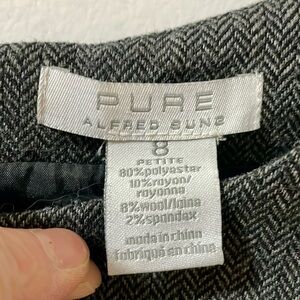 PURE
ALFRED SUNG
8
PETITE
80% polyester
10% rayon/
rayonne
8% wool/laine
2% spandex
made in china
fabriqué en chine